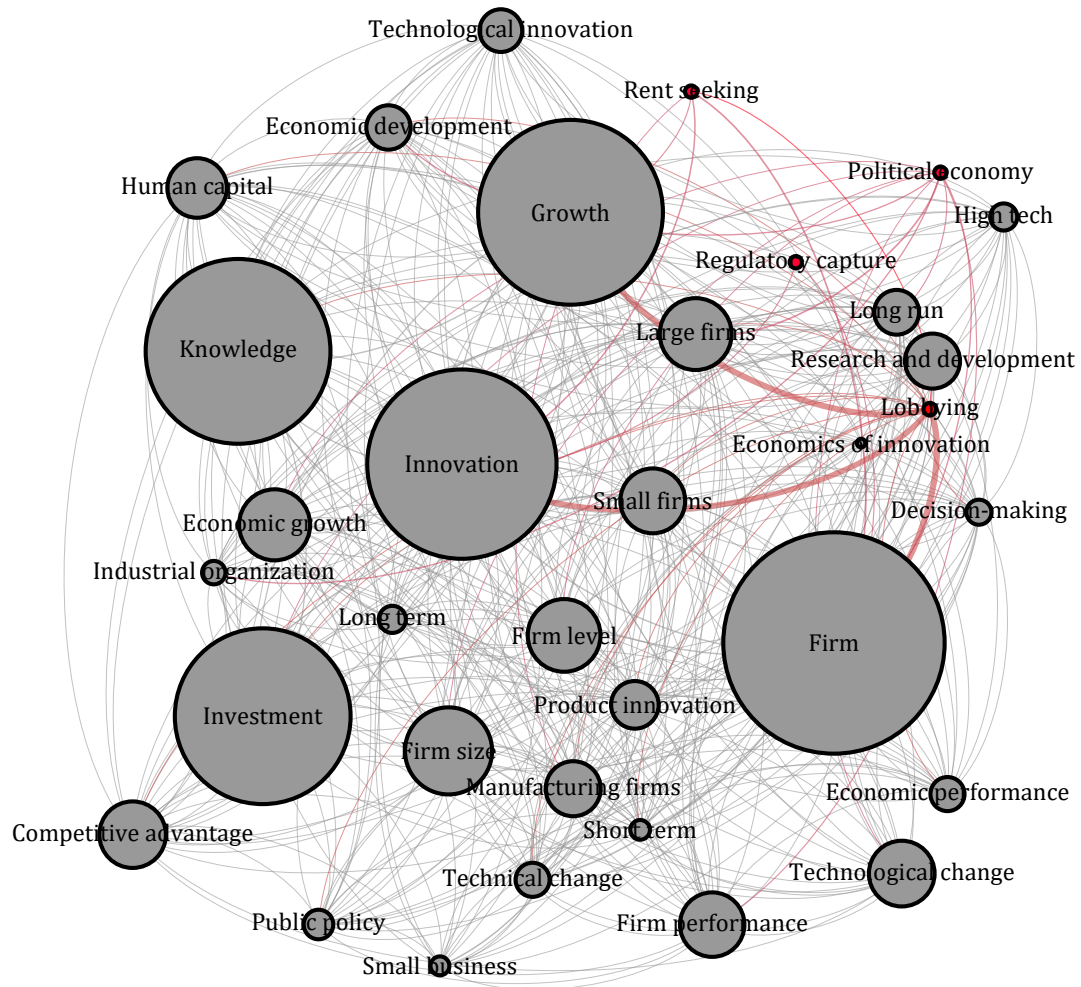 Technological innovation
Rent seeking
Economic development
Political economy
Human capital
Growth
High tech
Regulatory capture
Long run
Large firms
Knowledge
Research and development
Lobbying
Economics of innovation
Innovation
Small firms
Decision-making
Economic growth
Industrial organization
Long term
Firm level
Firm
Product innovation
Investment
Firm size
Manufacturing firms
Economic performance
Short term
Competitive advantage
Technical change
Technological change
Public policy
Firm performance
Small business